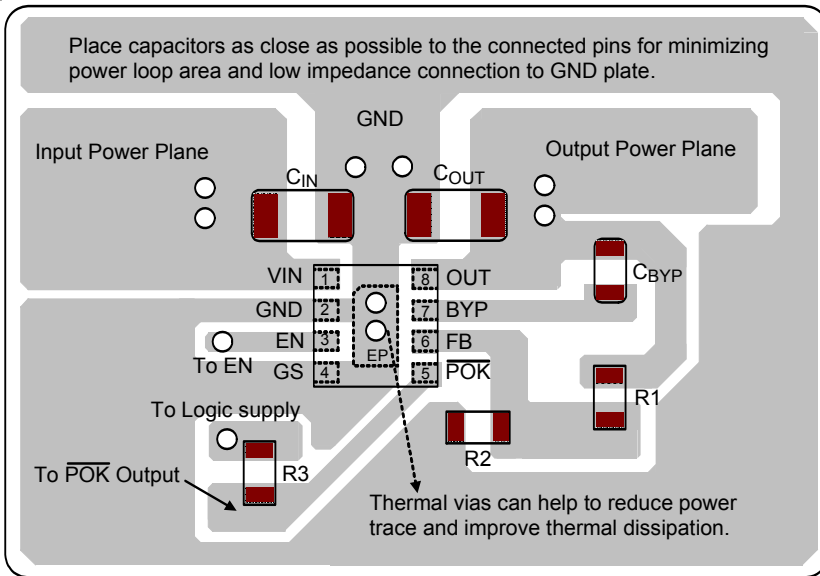 Place capacitors as close as possible to the connected pins for minimizing
power loop area and low impedance connection to GND plate.
GND
Input Power Plane
Output Power Plane
CIN
COUT
CBYP
VIN 1
8 OUT
GND 2
7 BYP
EN 3
6 FB
GS 4
5 P̅O̅K̅
EP
To EN
R1
To Logic supply
R2
R3
To P̅O̅K̅ Output
Thermal vias can help to reduce power
trace and improve thermal dissipation.